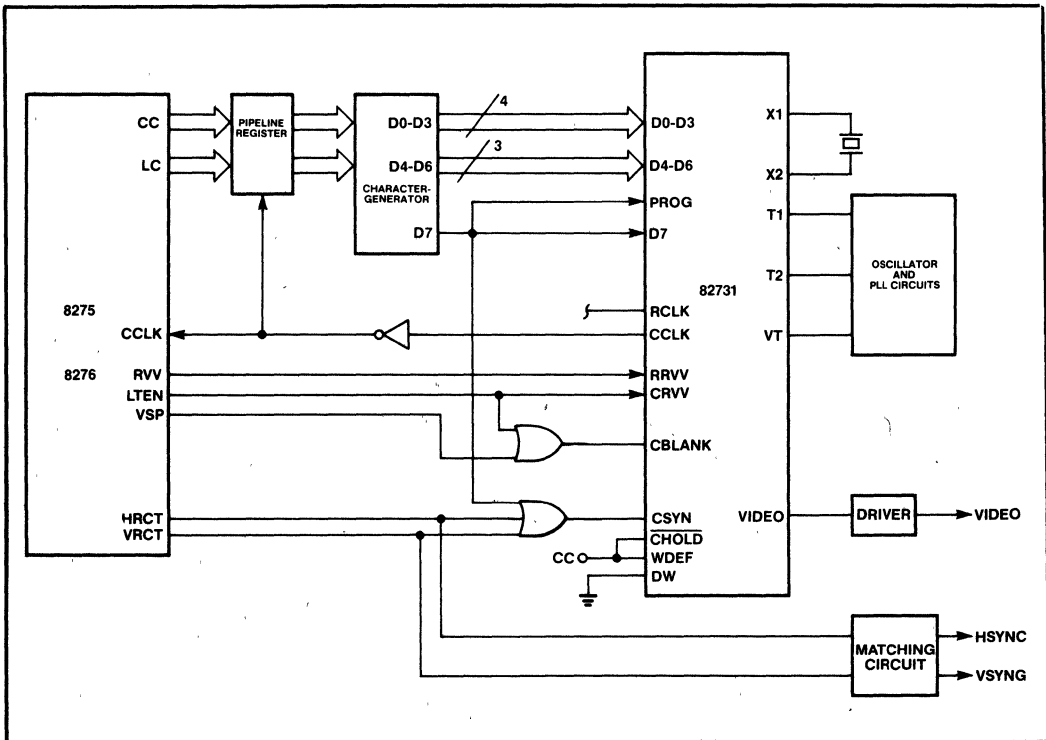 CC
LC
8275
CCLK
8276
RVV
LTEN
VSP
HRCT
VRCT
PIPELINE
REGISTER
D0-D3
D4-D6
CHARACTER-
GENERATOR
D7
4
3
D0-D3
D4-D6
PROG
D7
82731
RCLK
CCLK
RRVV
CRVV
CBLANK
CSYN
CHOLD
WDEF
DW
CC
X1
X2
T1
T2
VT
VIDEO
OSCILLATOR
AND
PLL CIRCUITS
DRIVER
VIDEO
MATCHING
CIRCUIT
HSYNC
VSYNG